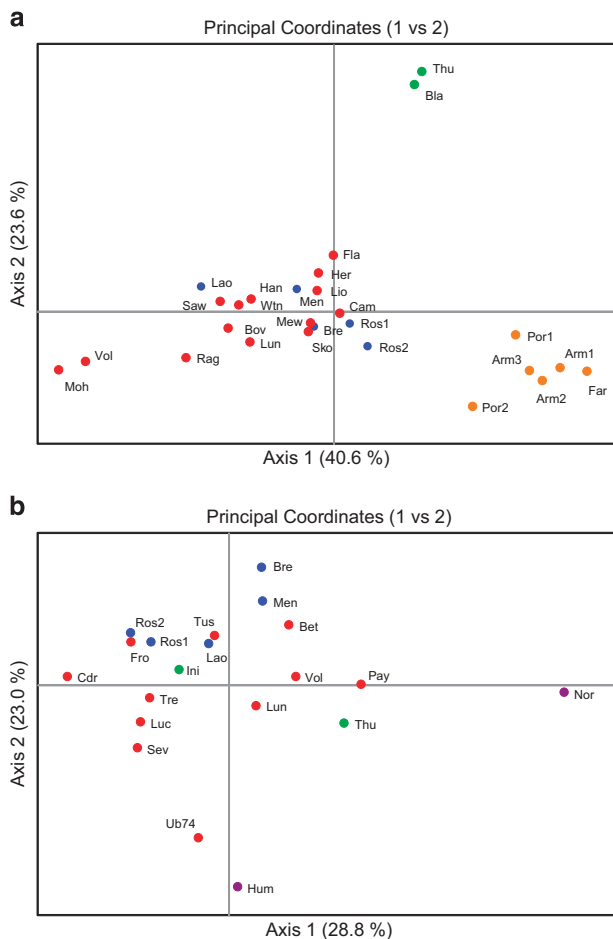 a
Principal Coordinates (1 vs 2)
Thu
Bla
Axis 2 (23.6 %)
Fla
Her
Lao
Han
Men
Lio
Saw
Wtn
Cam
Mew
Bre
Ros1
Bov
Lun
Sko
Ros2
Por1
Vol
Rag
Arm3
Arm1
Moh
Far
Arm2
Por2
Axis 1 (40.6 %)
b
Principal Coordinates (1 vs 2)
Bre
Men
Ros2
Tus
Bet
Ros1
Fro
Lao
Ini
Cdr
Vol
Pay
Nor
Axis 2 (23.0 %)
Tre
Lun
Luc
Thu
Sev
Ub74
Hum
Axis 1 (28.8 %)